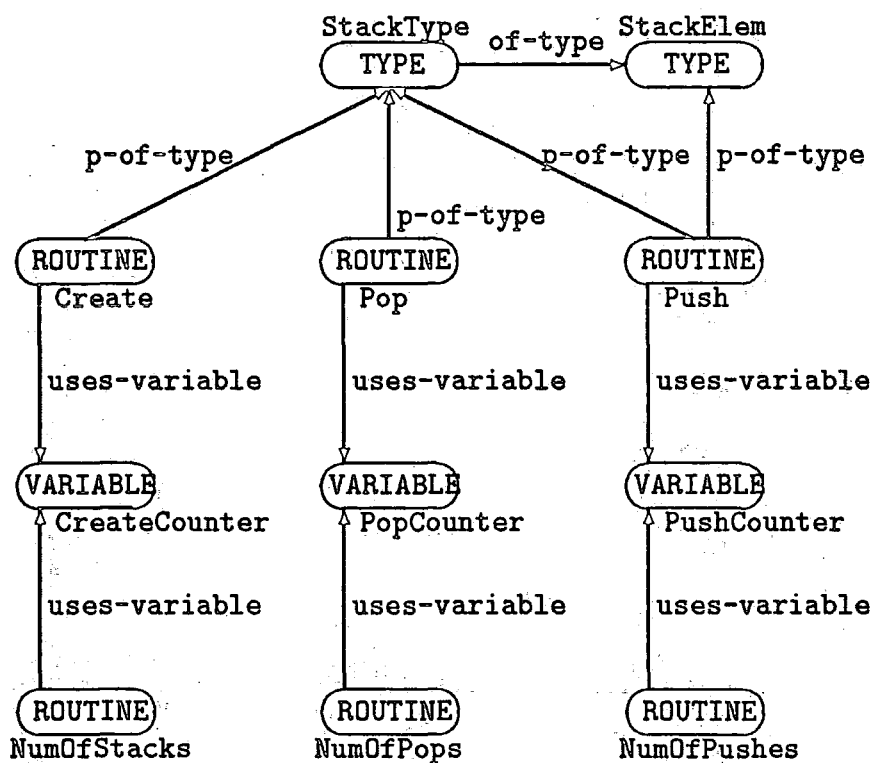 StackType of-type StackElem
TYPE TYPE
p-of-type p-of-type p-of-type
p-of-type
ROUTINE ROUTINE ROUTINE
Create Pop Push
uses-variable uses-variable uses-variable
VARIABLE VARIABLE VARIABLE
CreateCounter PopCounter PushCounter
uses-variable uses-variable uses-variable
ROUTINE ROUTINE ROUTINE
NumOfStacks NumOfPops NumOfPushes